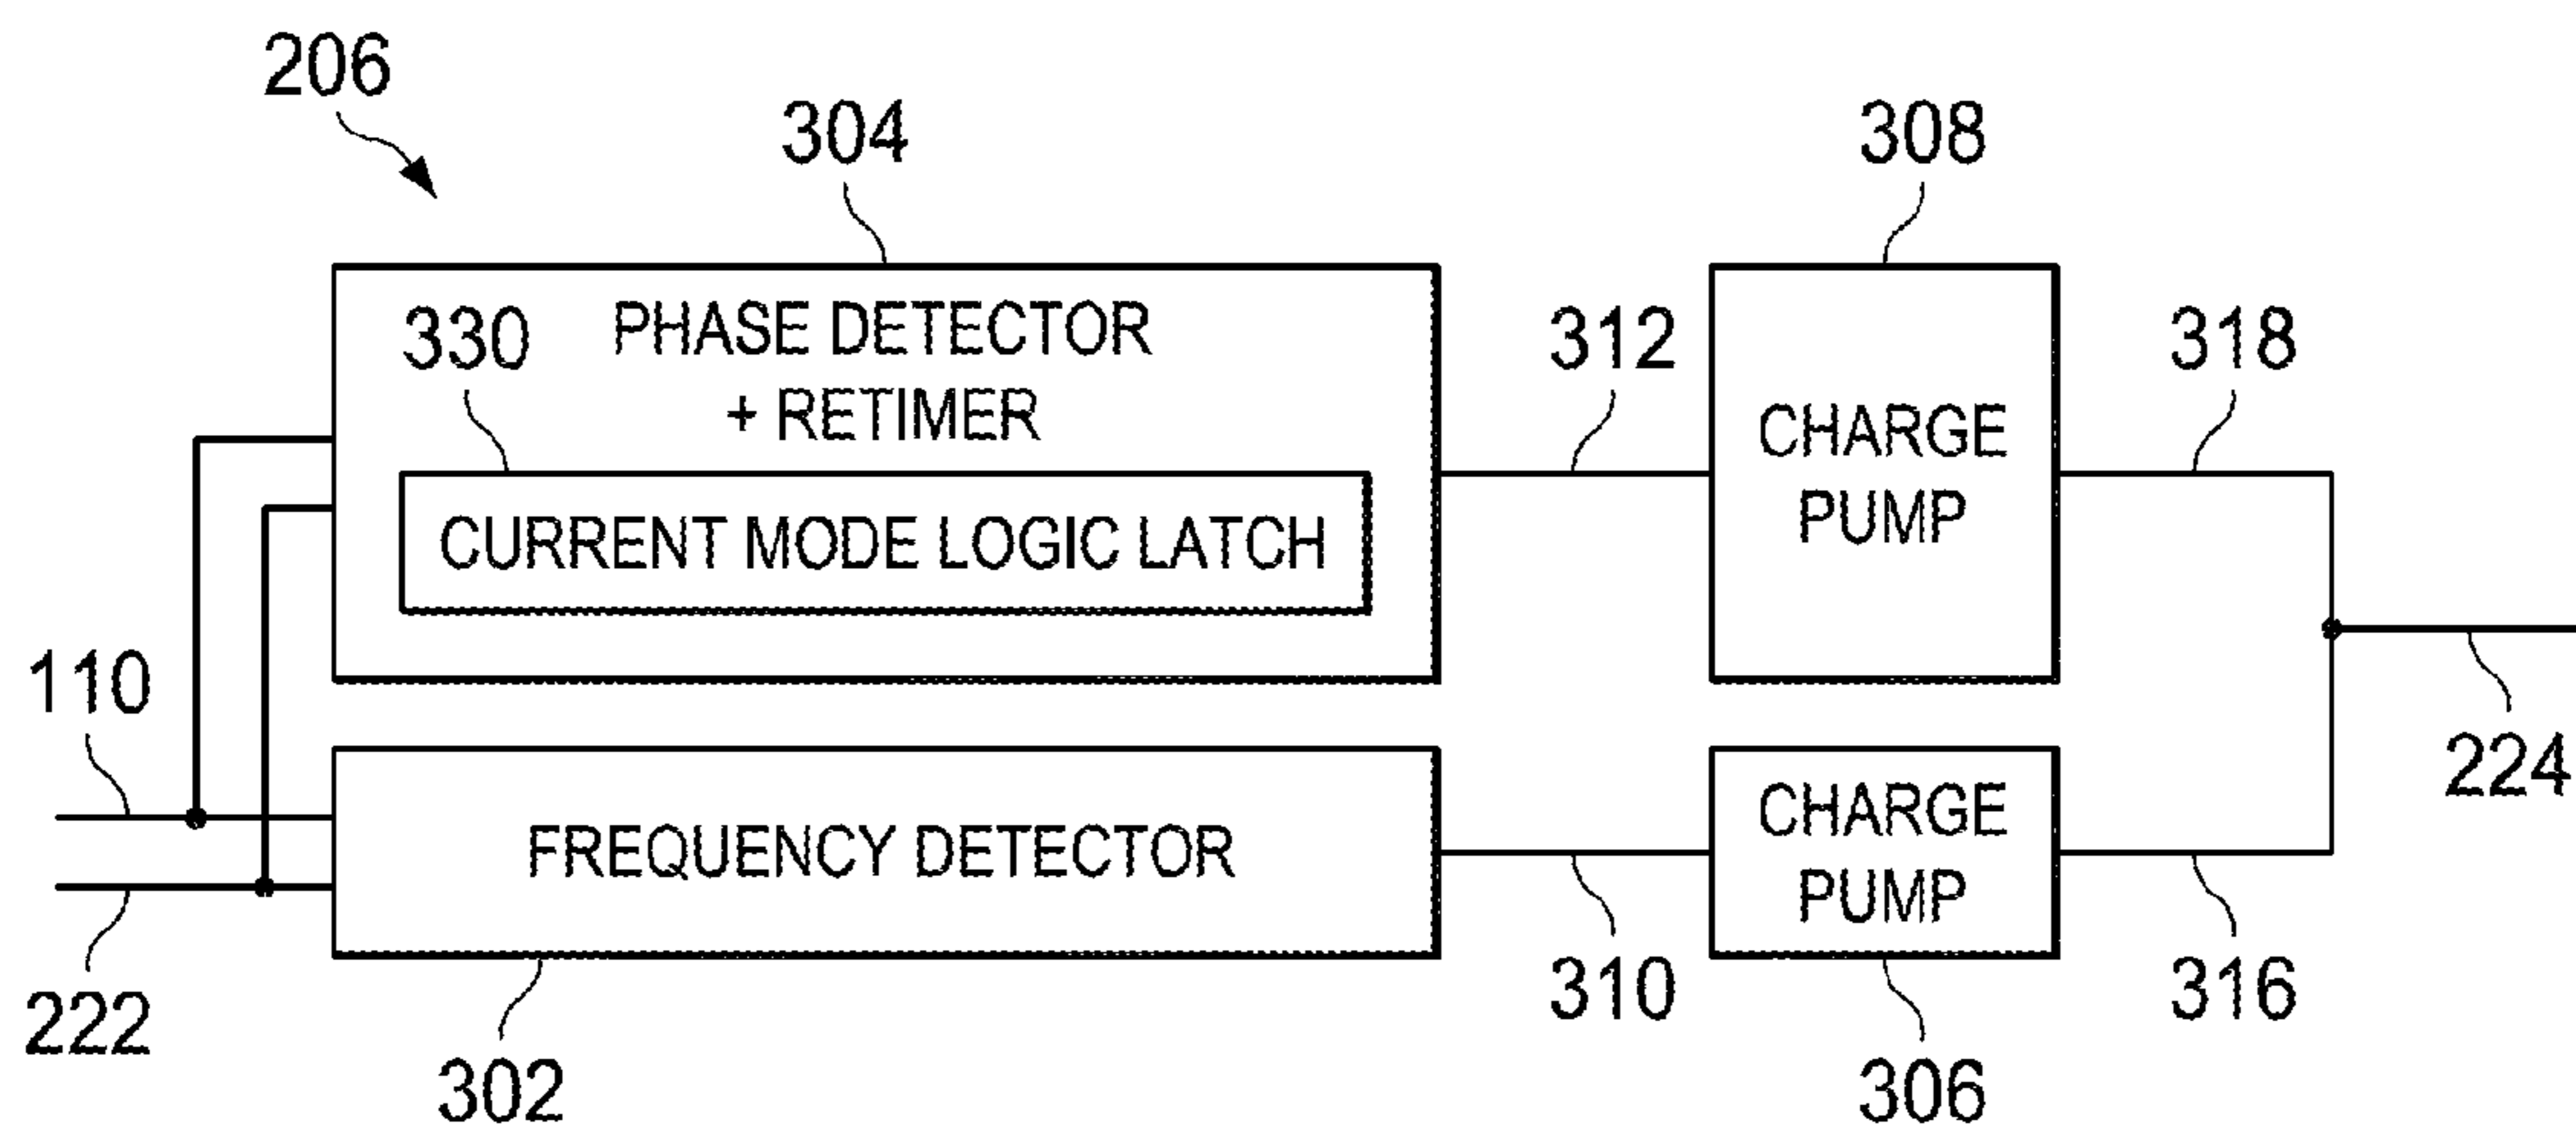 206
304
308
330
PHASE DETECTOR
+ RETIMER
312
318
CHARGE
PUMP
CURRENT MODE LOGIC LATCH
110
224
CHARGE
PUMP
FREQUENCY DETECTOR
222
310
316
302
306